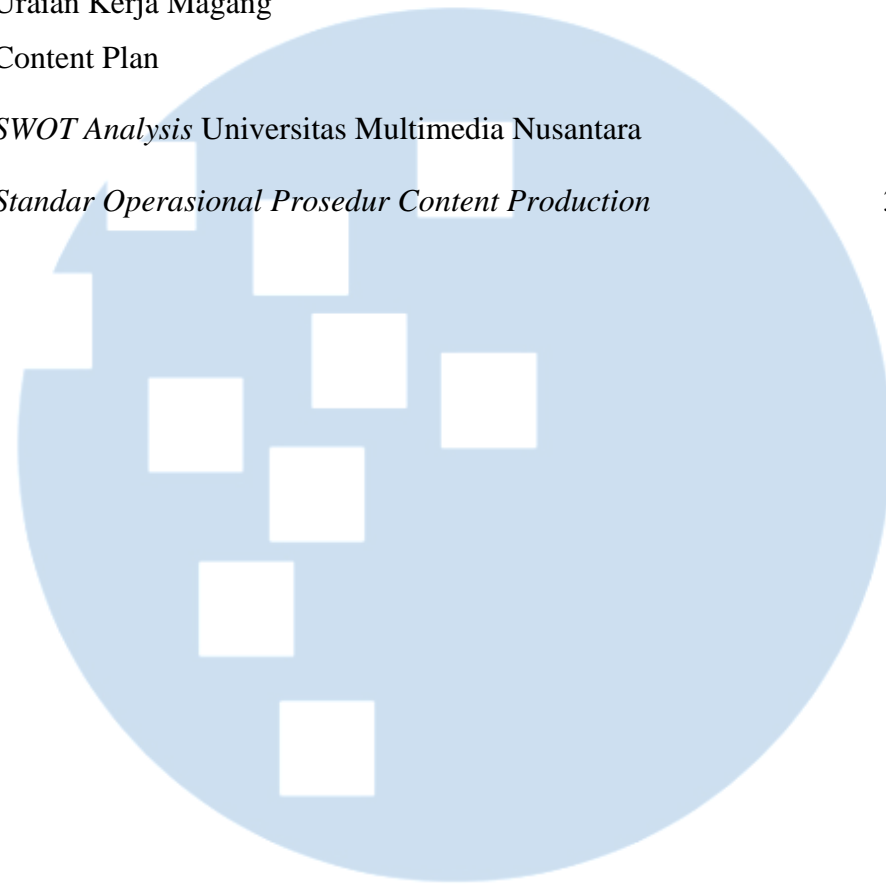 Uraian Kerja Magang
Content Plan
SWOT Analysis Universitas Multimedia Nusantara
Standar Operasional Prosedur Content Production